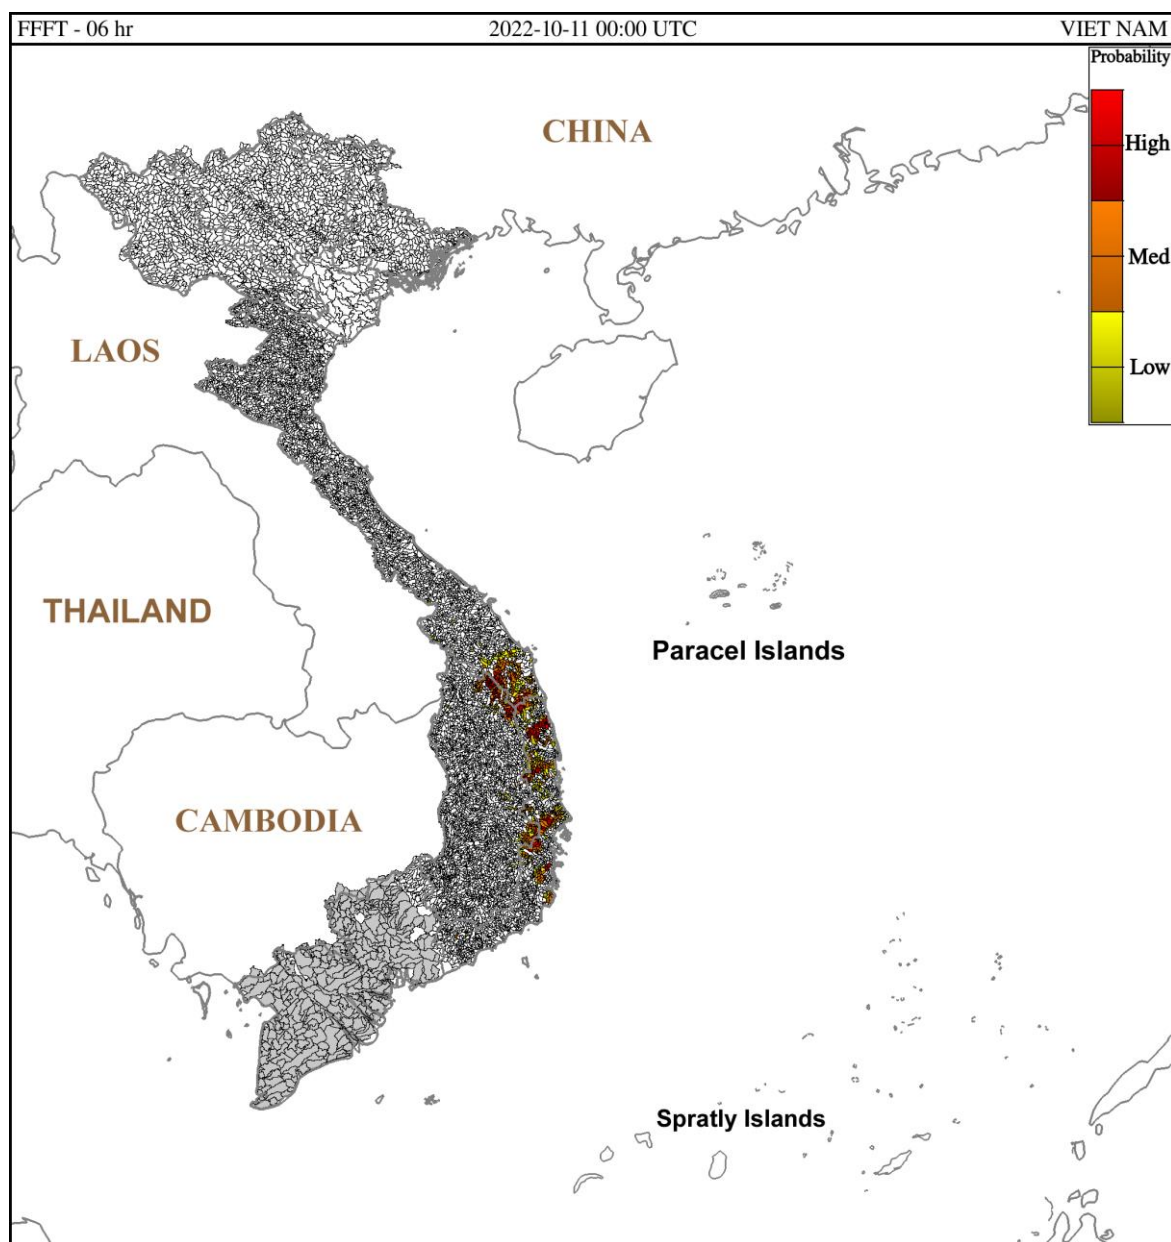 FFFT - 06 hr 2022-10-11 00:00 UTC VIET NAM
Probability
CHINA
High
Med
LAOS
Low
THAILAND
Paracel Islands
CAMBODIA
Spratly Islands